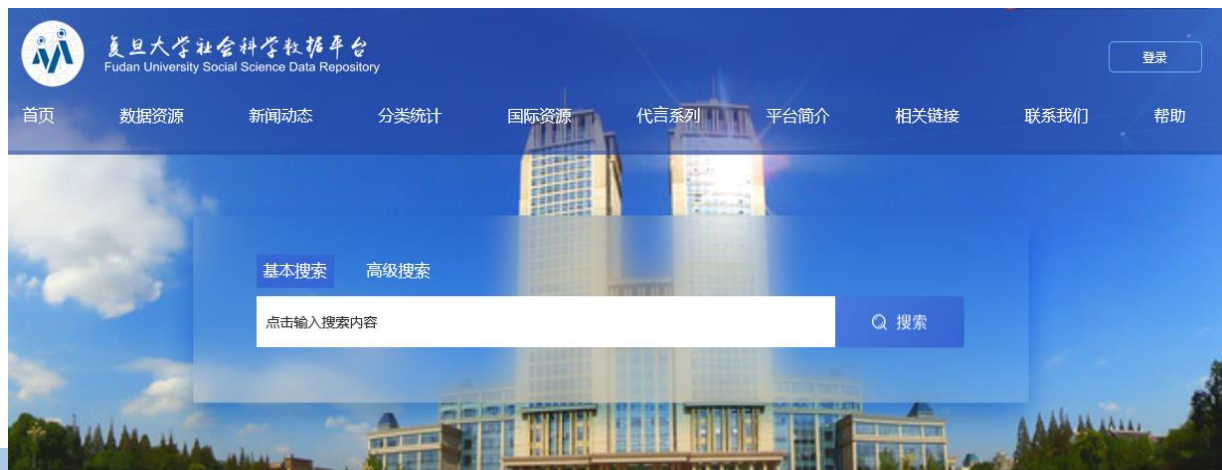 复旦大学社会科学数据平台
Fudan University Social Science Data Repository
登录
首页 数据资源 新闻动态 分类统计 国际资源 代言系列 平台简介 相关链接 联系我们 帮助
基本搜索 高级搜索
点击输入搜索内容 搜索